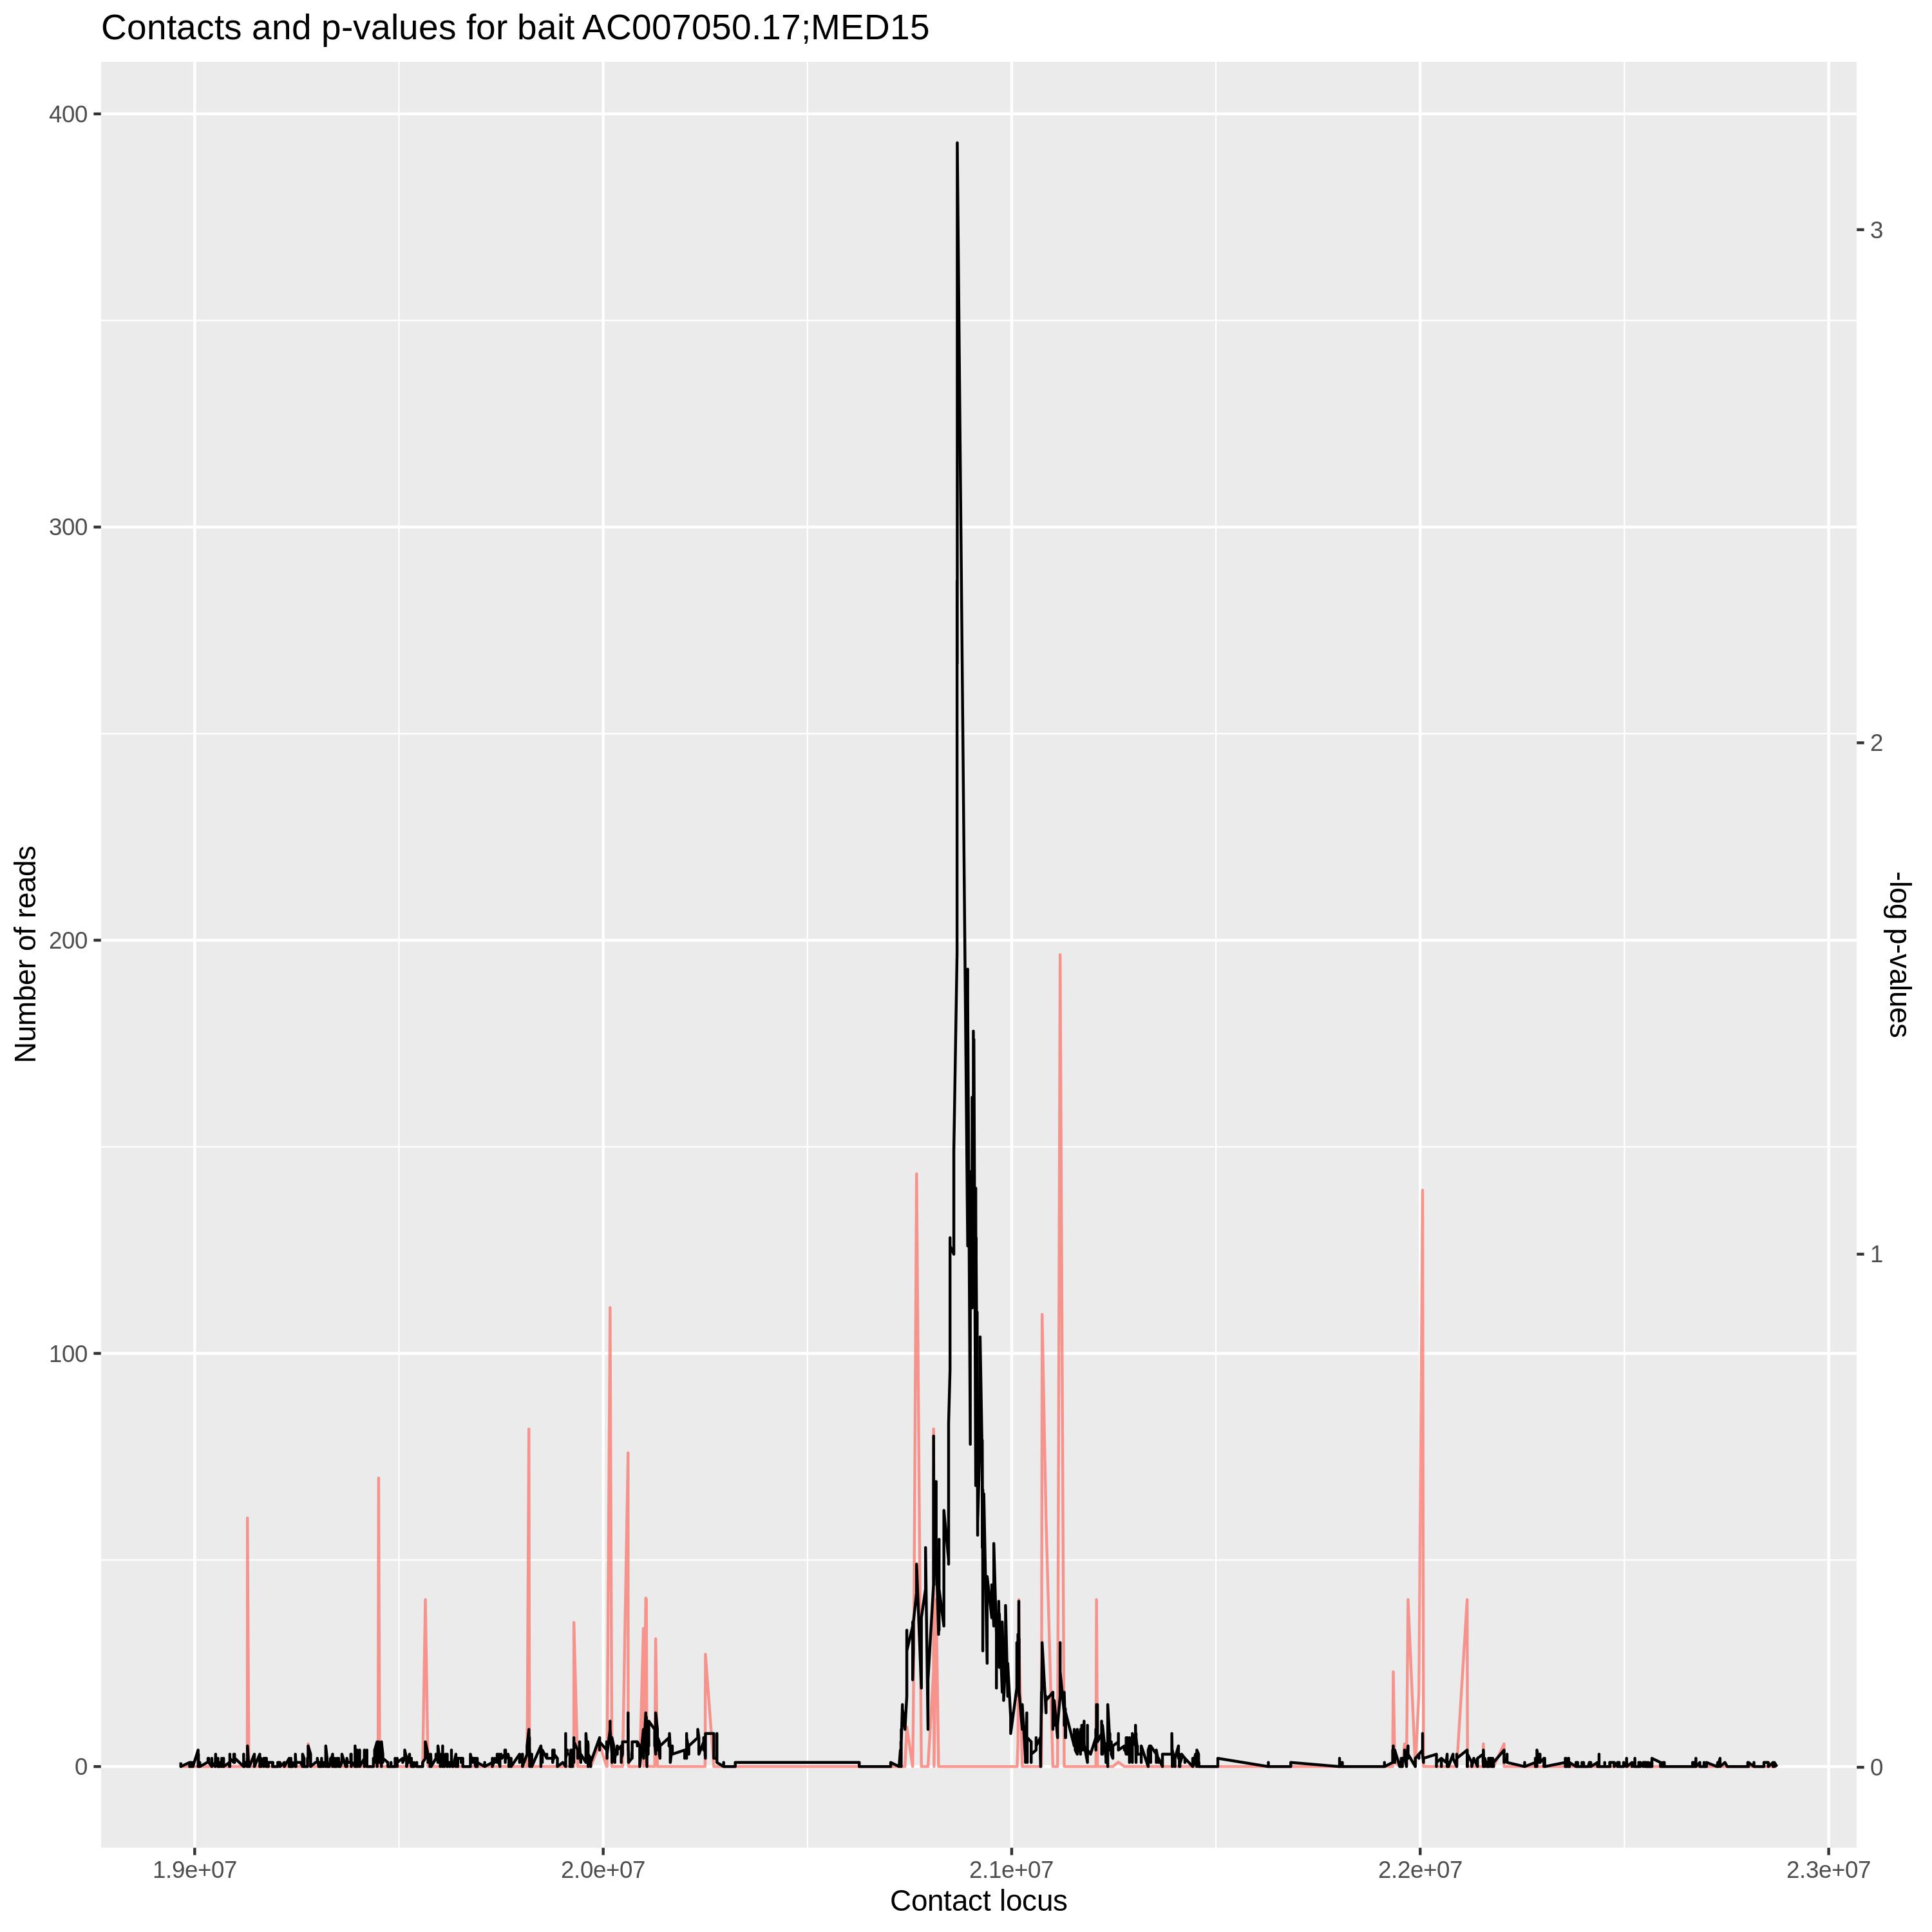 Contacts and p-values for bait AC007050.17;MED15
400
300
200
100
0
Number of reads
3
2
1
0
-log p-values
1.9e+07 2.0e+07 2.1e+07 2.2e+07 2.3e+07
Contact locus